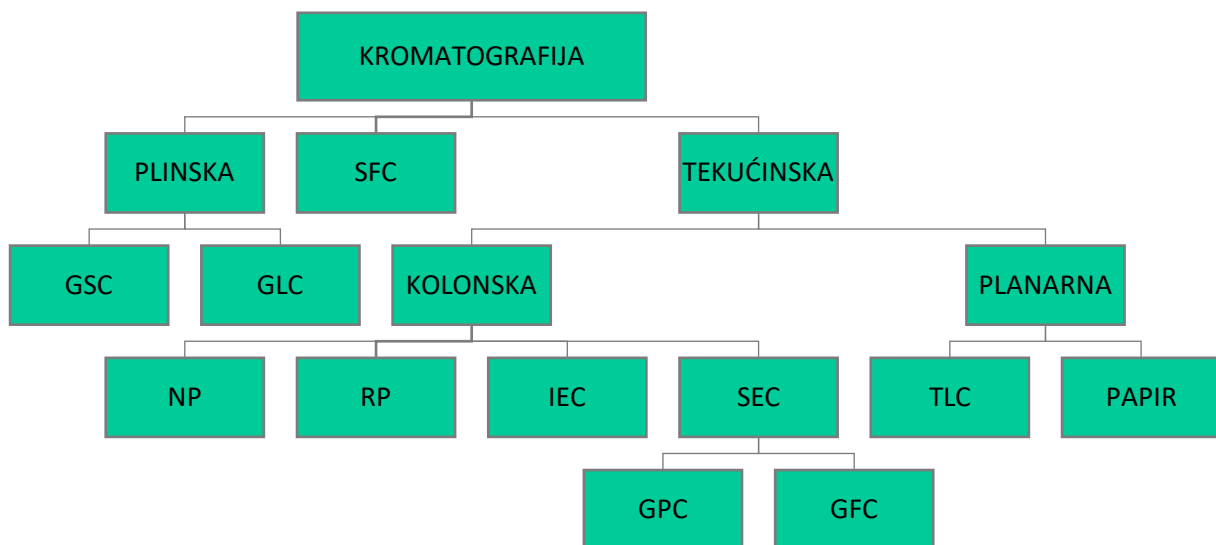 KROMATOGRAFIJA
PLINSKA
SFC
TEKUĆINSKA
GSC
GLC
KOLONSKA
PLANARNA
NP
RP
IEC
SEC
TLC
PAPIR
GPC
GFC